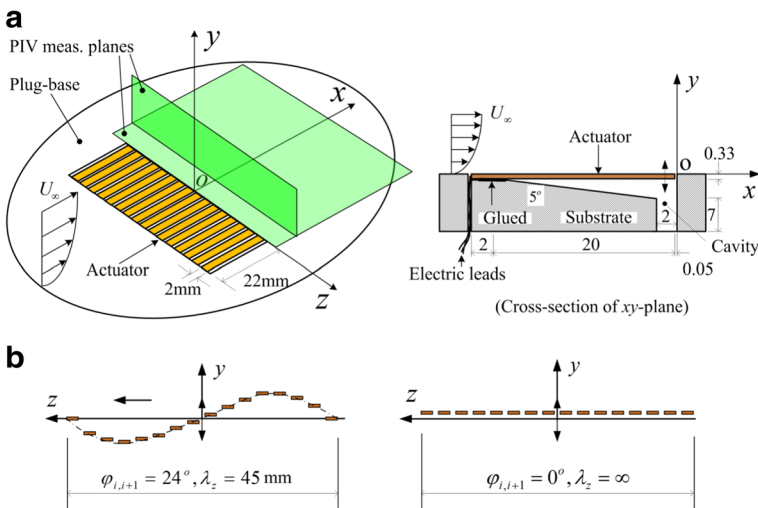 a
PIV meas. planes
Plug-base
y
x
o
U∞
Actuator
2mm
22mm
z
y
U∞
Actuator
o
0.33
x
5°
Glued
Substrate
2
7
2
20
Cavity
Electric leads
0.05
(Cross-section of xy-plane)
b
z
y
φi,i+1 = 24°, λz = 45 mm
z
y
φi,i+1 = 0°, λz = ∞